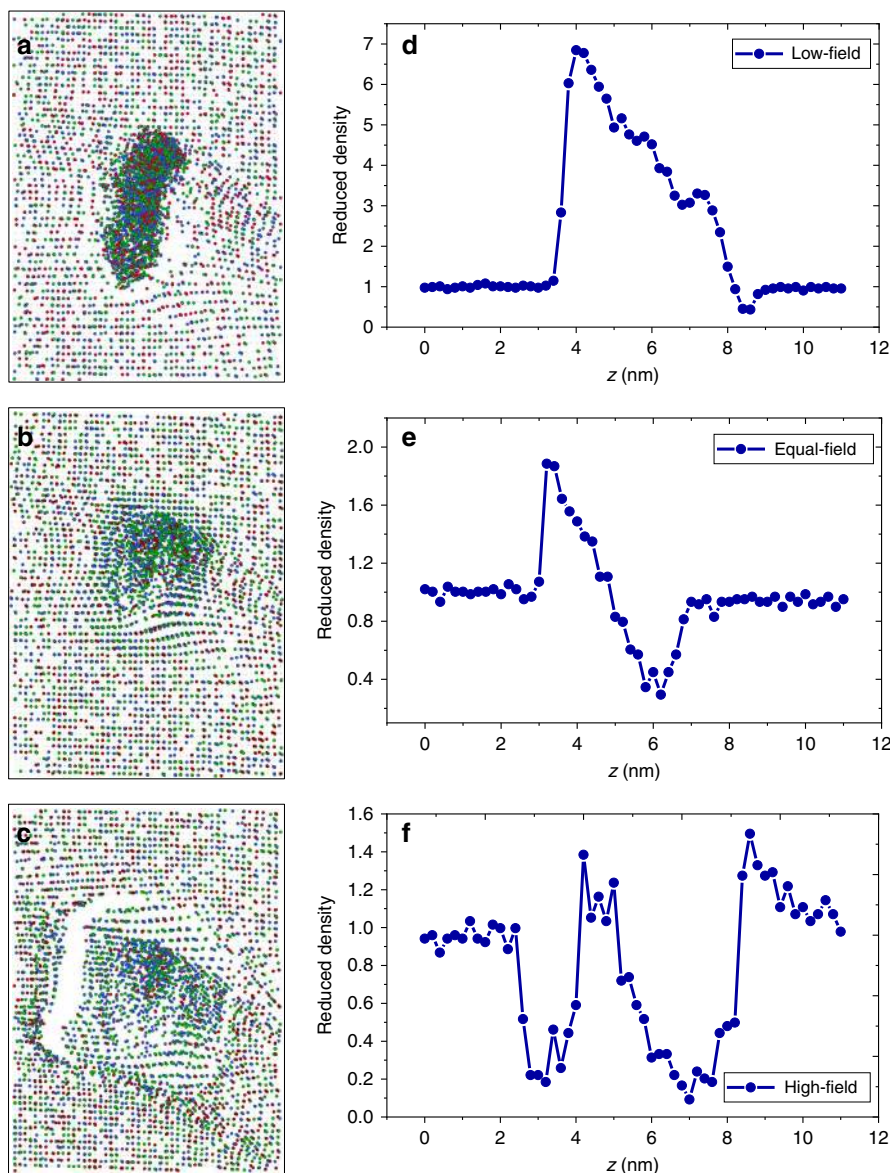 a
d
Low-field
Reduced density
7
6
5
4
3
2
1
0
0 2 4 6 8 10 12
z (nm)
b
e
Equal-field
Reduced density
2.0
1.6
1.2
0.8
0.4
0 2 4 6 8 10 12
z (nm)
c
f
High-field
Reduced density
1.6
1.4
1.2
1.0
0.8
0.6
0.4
0.2
0.0
0 2 4 6 8 10 12
z (nm)